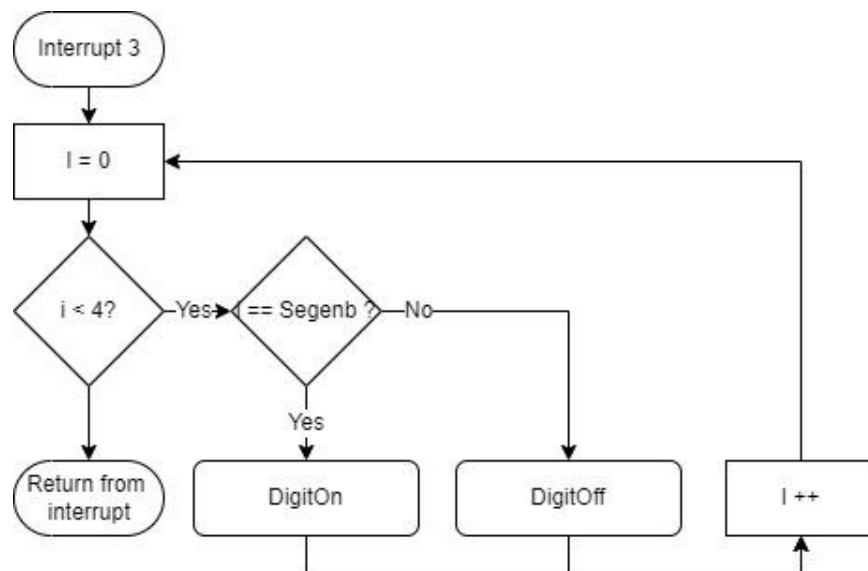 Interrupt 3
I = 0
i < 4?
Yes
I == Segenb ?
No
Yes
Return from
interrupt
DigitOn
DigitOff
I ++